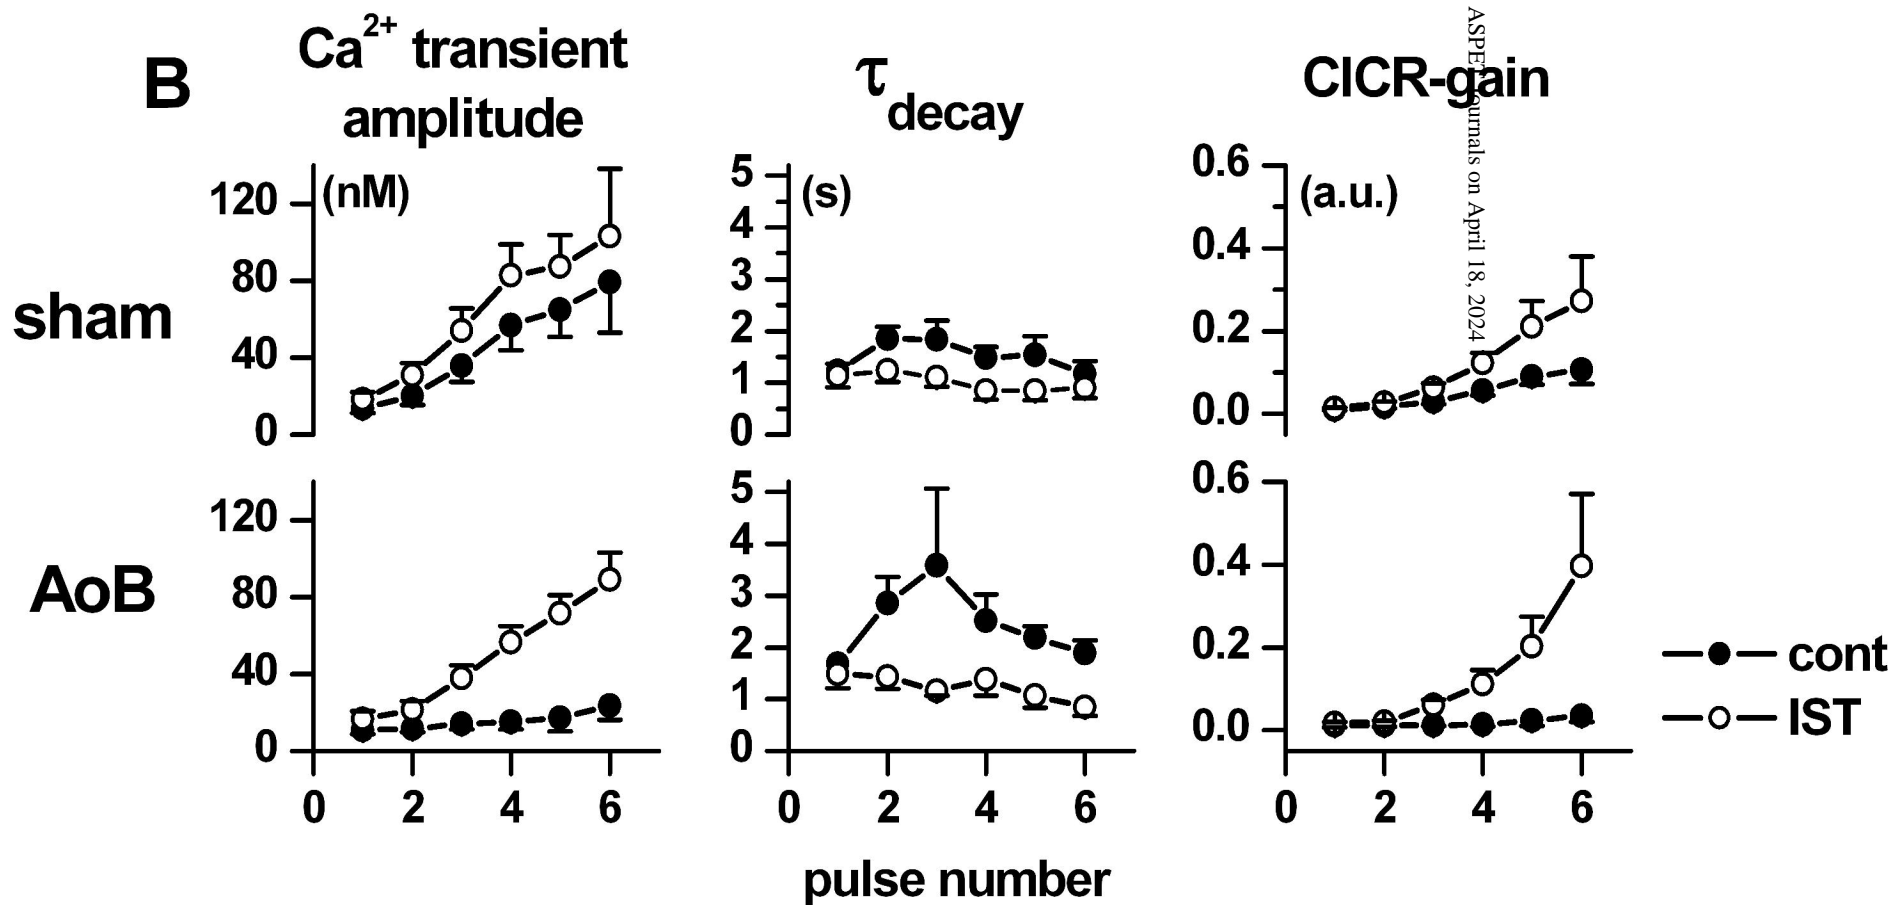 B
Ca²⁺ transient
amplitude
τdecay
CICR-gain
ASPET Journals on April 18, 2024
sham
(nM)
120
80
40
0
(s)
5
4
3
2
1
0
(a.u.)
0.6
0.4
0.2
0.0
AoB
120
80
40
0
5
4
3
2
1
0
0.6
0.4
0.2
0.0
cont
IST
0 2 4 6
0 2 4 6
0 2 4 6
pulse number